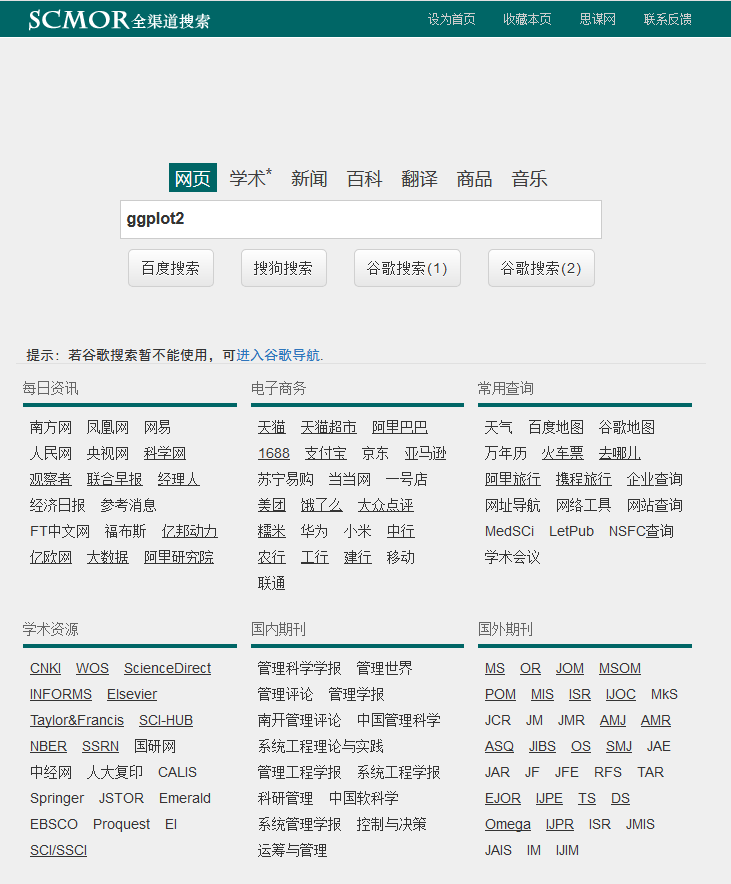 SCMOR全渠道搜索 设为首页 收藏本页 思谋网 联系反馈
网页 学术* 新闻 百科 翻译 商品 音乐
ggplot2
百度搜索 搜狗搜索 谷歌搜索(1) 谷歌搜索(2)
提示：若谷歌搜索暂不能使用，可进入谷歌导航.
每日资讯
南方网 凤凰网 网易
人民网 央视网 科学网
观察者 联合早报 经理人
经济日报 参考消息
FT中文网 福布斯 亿邦动力
亿欧网 大数据 阿里研究院
电子商务
天猫 天猫超市 阿里巴巴
1688 支付宝 京东 亚马逊
苏宁易购 当当网 一号店
美团 饿了么 大众点评
糯米 华为 小米 中行
农行 工行 建行 移动
联通
常用查询
天气 百度地图 谷歌地图
万年历 火车票 去哪儿
阿里旅行 携程旅行 企业查询
网址导航 网络工具 网站查询
MedSCi LetPub NSFC查询
学术会议
学术资源
CNKI WOS ScienceDirect
INFORMS Elsevier
Taylor&Francis SCI-HUB
NBER SSRN 国研网
中经网 人大复印 CALIS
Springer JSTOR Emerald
EBSCO Proquest EI
SCI/SSCI
国内期刊
管理科学学报 管理世界
管理评论 管理学报
南开管理评论 中国管理科学
系统工程理论与实践
管理工程学报 系统工程学报
科研管理 中国软科学
系统管理学报 控制与决策
运筹与管理
国外期刊
MS OR JOM MSOM
POM MIS ISR IJOC MkS
JCR JM JMR AMJ AMR
ASQ JIBS OS SMJ JAE
JAR JF JFE RFS TAR
EJOR IJPE TS DS
Omega IJPR ISR JMIS
JAIS IM IJIM